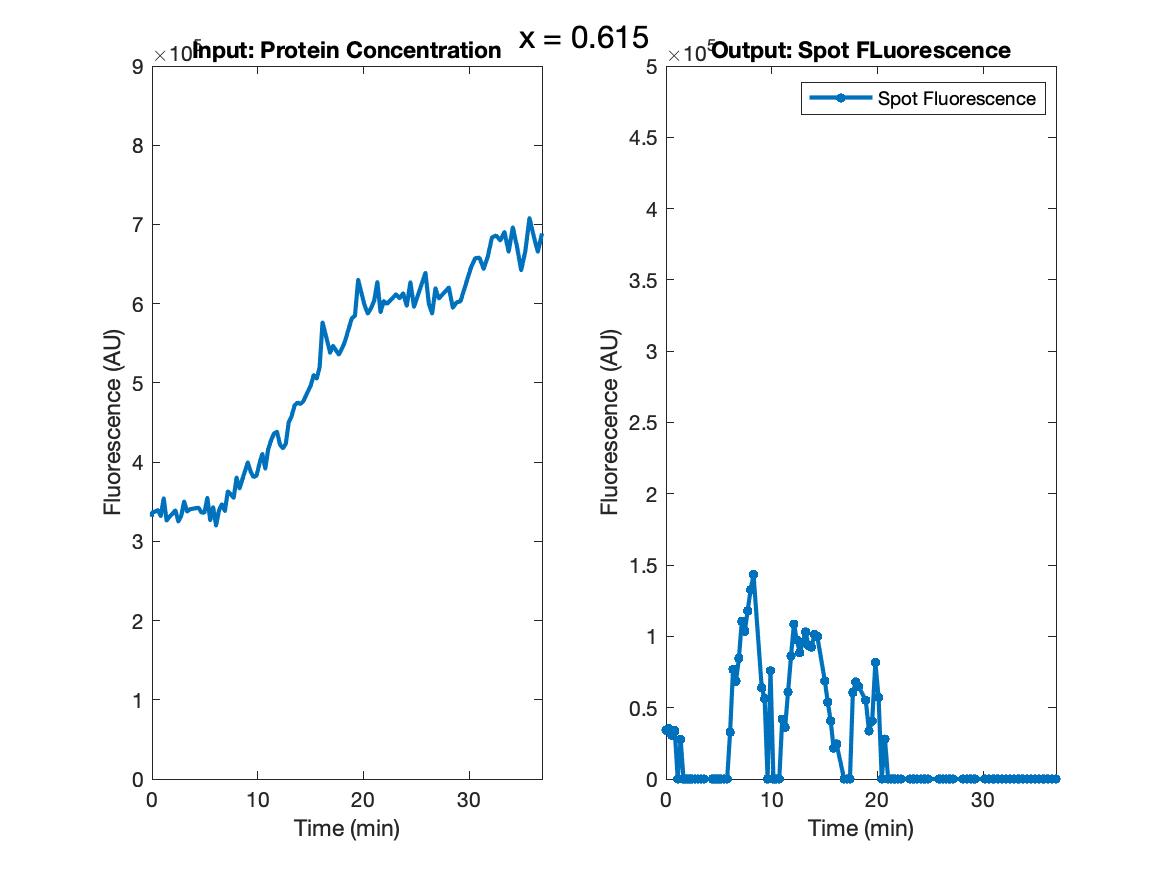 x = 0.615
×10⁵
Input: Protein Concentration
9
8
7
6
5
4
3
2
1
0
Fluorescence (AU)
0 10 20 30
Time (min)
×10⁵
Output: Spot FLuorescence
Spot Fluorescence
5
4.5
4
3.5
3
2.5
2
1.5
1
0.5
0
Fluorescence (AU)
0 10 20 30
Time (min)